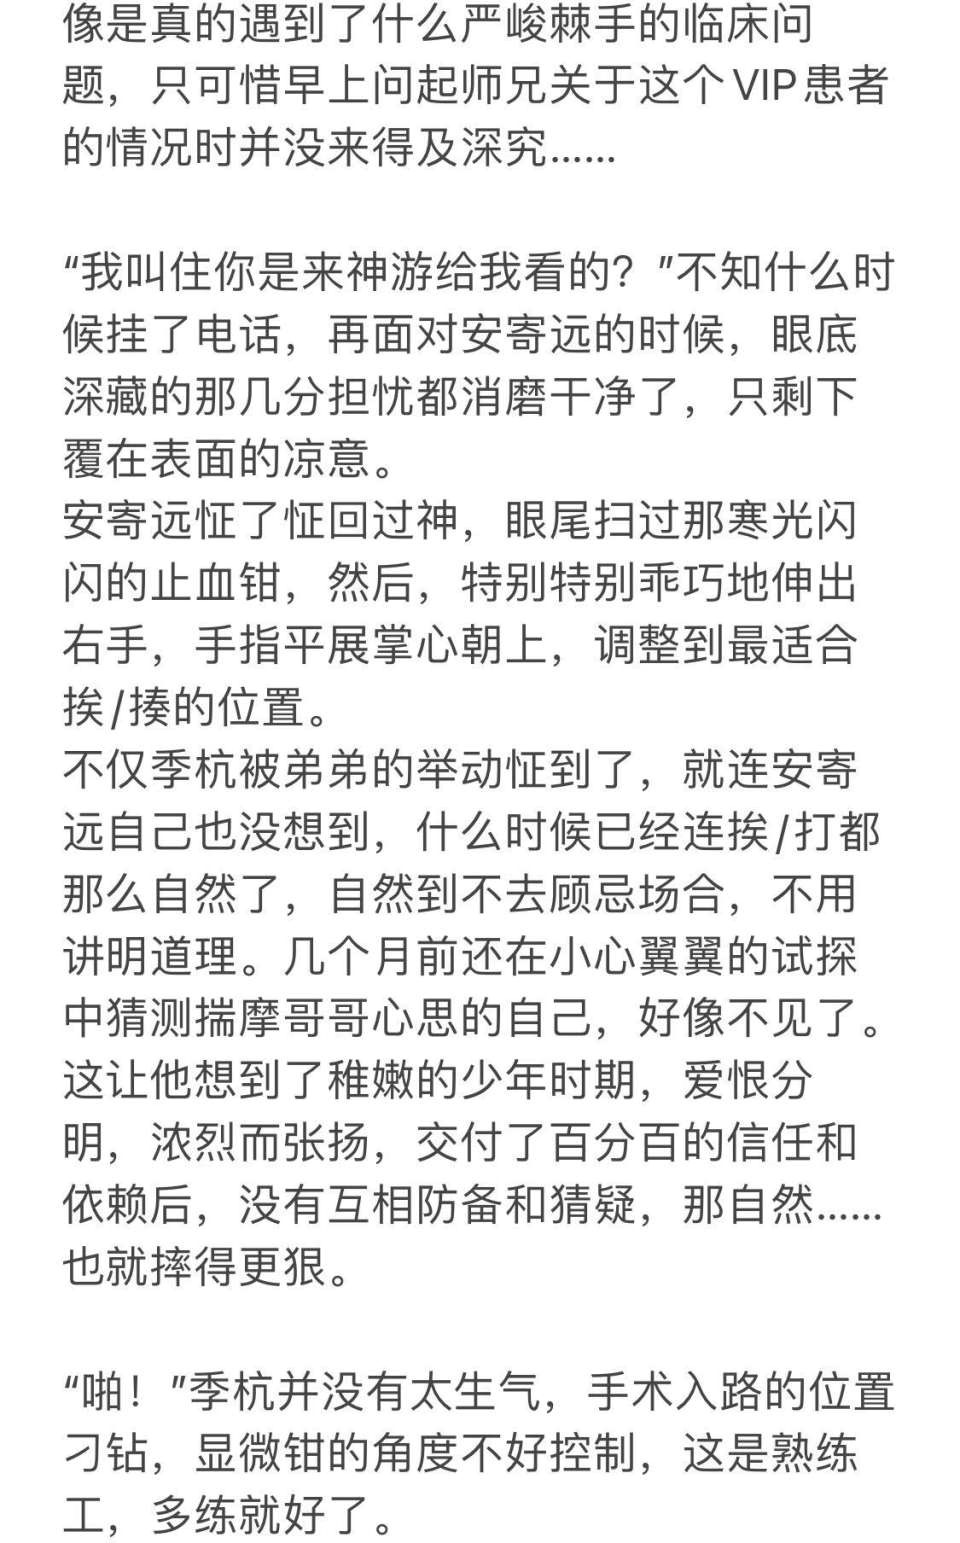 像是真的遇到了什么严峻棘手的临床问
题，只可惜早上问起师兄关于这个VIP患者
的情况时并没来得及深究……
“我叫住你是来神游给我看的？”不知什么时
候挂了电话，再面对安寄远的时候，眼底
深藏的那几分担忧都消磨干净了，只剩下
覆在表面的凉意。
安寄远怔了怔回过神，眼尾扫过那寒光闪
闪的止血钳，然后，特别特别乖巧地伸出
右手，手指平展掌心朝上，调整到最适合
挨/揍的位置。
不仅季杭被弟弟的举动怔到了，就连安寄
远自己也没想到，什么时候已经连挨/打都
那么自然了，自然到不去顾忌场合，不用
讲明道理。几个月前还在小心翼翼的试探
中猜测揣摩哥哥心思的自己，好像不见了。
这让他想到了稚嫩的少年时期，爱恨分
明，浓烈而张扬，交付了百分百的信任和
依赖后，没有互相防备和猜疑，那自然……
也就摔得更狠。
“啪！”季杭并没有太生气，手术入路的位置
刁钻，显微钳的角度不好控制，这是熟练
工，多练就好了。